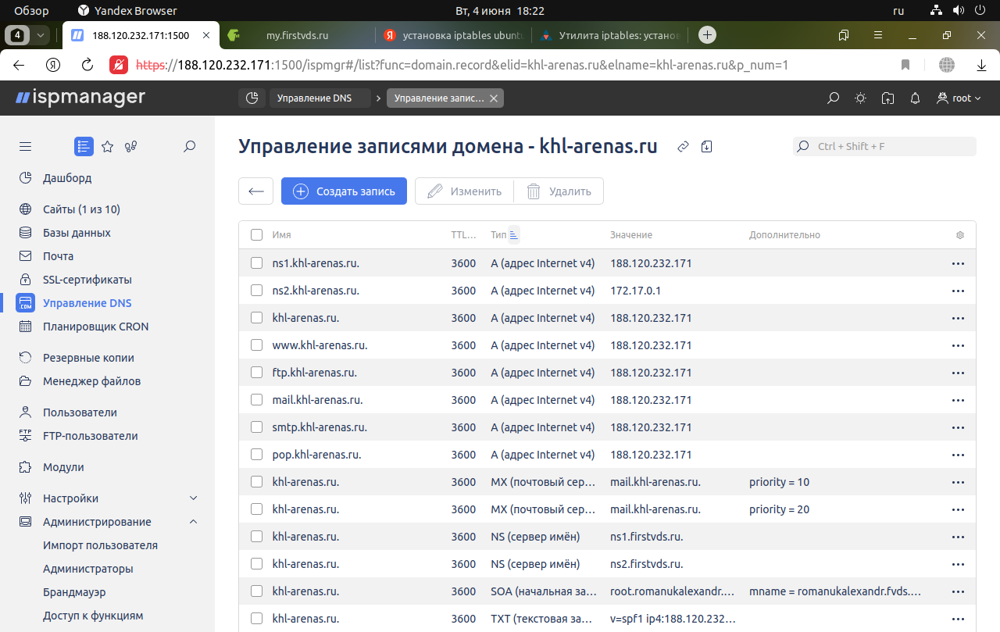 Обзор Yandex Browser Вт, 4 июня 18:22 ru
4 188.120.232.171:1500 my.firstvds.ru установка iptables ubunt Утилита iptables: установ
https://188.120.232.171:1500/ispmgr#/list?func=domain.record&elid=khl-arenas.ru&elname=khl-arenas.ru&p_num=1
ispmanager Управление DNS Управление запис... root
Управление записями домена - khl-arenas.ru Ctrl + Shift + F
Создать запись Изменить Удалить
Дашборд
Сайты (1 из 10)
Базы данных
Почта
SSL-сертификаты
Управление DNS
.COM
Планировщик CRON
Резервные копии
Менеджер файлов
Пользователи
FTP
FTP-пользователи
Модули
Настройки
Администрирование
Импорт пользователя
Администраторы
Брандмауэр
Доступ к функциям
Имя TTL... Тип Значение Дополнительно
ns1.khl-arenas.ru. 3600 A (адрес Internet v4) 188.120.232.171
ns2.khl-arenas.ru. 3600 A (адрес Internet v4) 172.17.0.1
khl-arenas.ru. 3600 A (адрес Internet v4) 188.120.232.171
www.khl-arenas.ru. 3600 A (адрес Internet v4) 188.120.232.171
ftp.khl-arenas.ru. 3600 A (адрес Internet v4) 188.120.232.171
mail.khl-arenas.ru. 3600 A (адрес Internet v4) 188.120.232.171
smtp.khl-arenas.ru. 3600 A (адрес Internet v4) 188.120.232.171
pop.khl-arenas.ru. 3600 A (адрес Internet v4) 188.120.232.171
khl-arenas.ru. 3600 MX (почтовый сер... mail.khl-arenas.ru. priority = 10
khl-arenas.ru. 3600 MX (почтовый сер... mail.khl-arenas.ru. priority = 20
khl-arenas.ru. 3600 NS (сервер имён) ns1.firstvds.ru.
khl-arenas.ru. 3600 NS (сервер имён) ns2.firstvds.ru.
khl-arenas.ru. 3600 SOA (начальная за... root.romanukalexandr.... mname = romanukalexandr.fvds....
khl-arenas.ru. 3600 TXT (текстовая за... v=spf1 ip4:188.120.232...